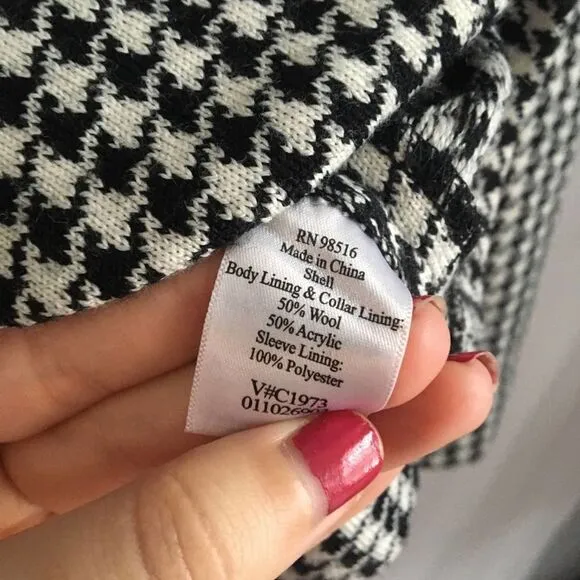 RN 98516
Made in China
Shell
Body Lining & Collar Lining:
50% Wool
50% Acrylic
Sleeve Lining:
100% Polyester
V#C1973